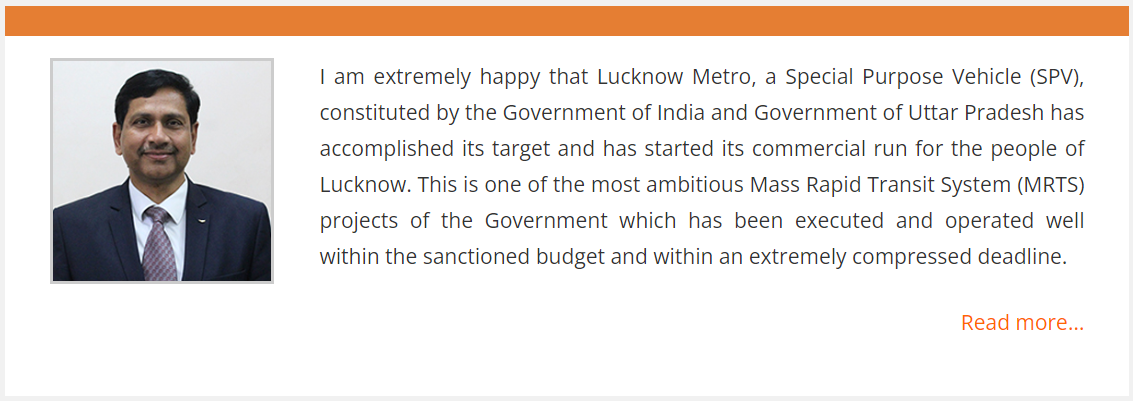 I am extremely happy that Lucknow Metro, a Special Purpose Vehicle (SPV),
constituted by the Government of India and Government of Uttar Pradesh has
accomplished its target and has started its commercial run for the people of
Lucknow. This is one of the most ambitious Mass Rapid Transit System (MRTS)
projects of the Government which has been executed and operated well
within the sanctioned budget and within an extremely compressed deadline.
Read more...